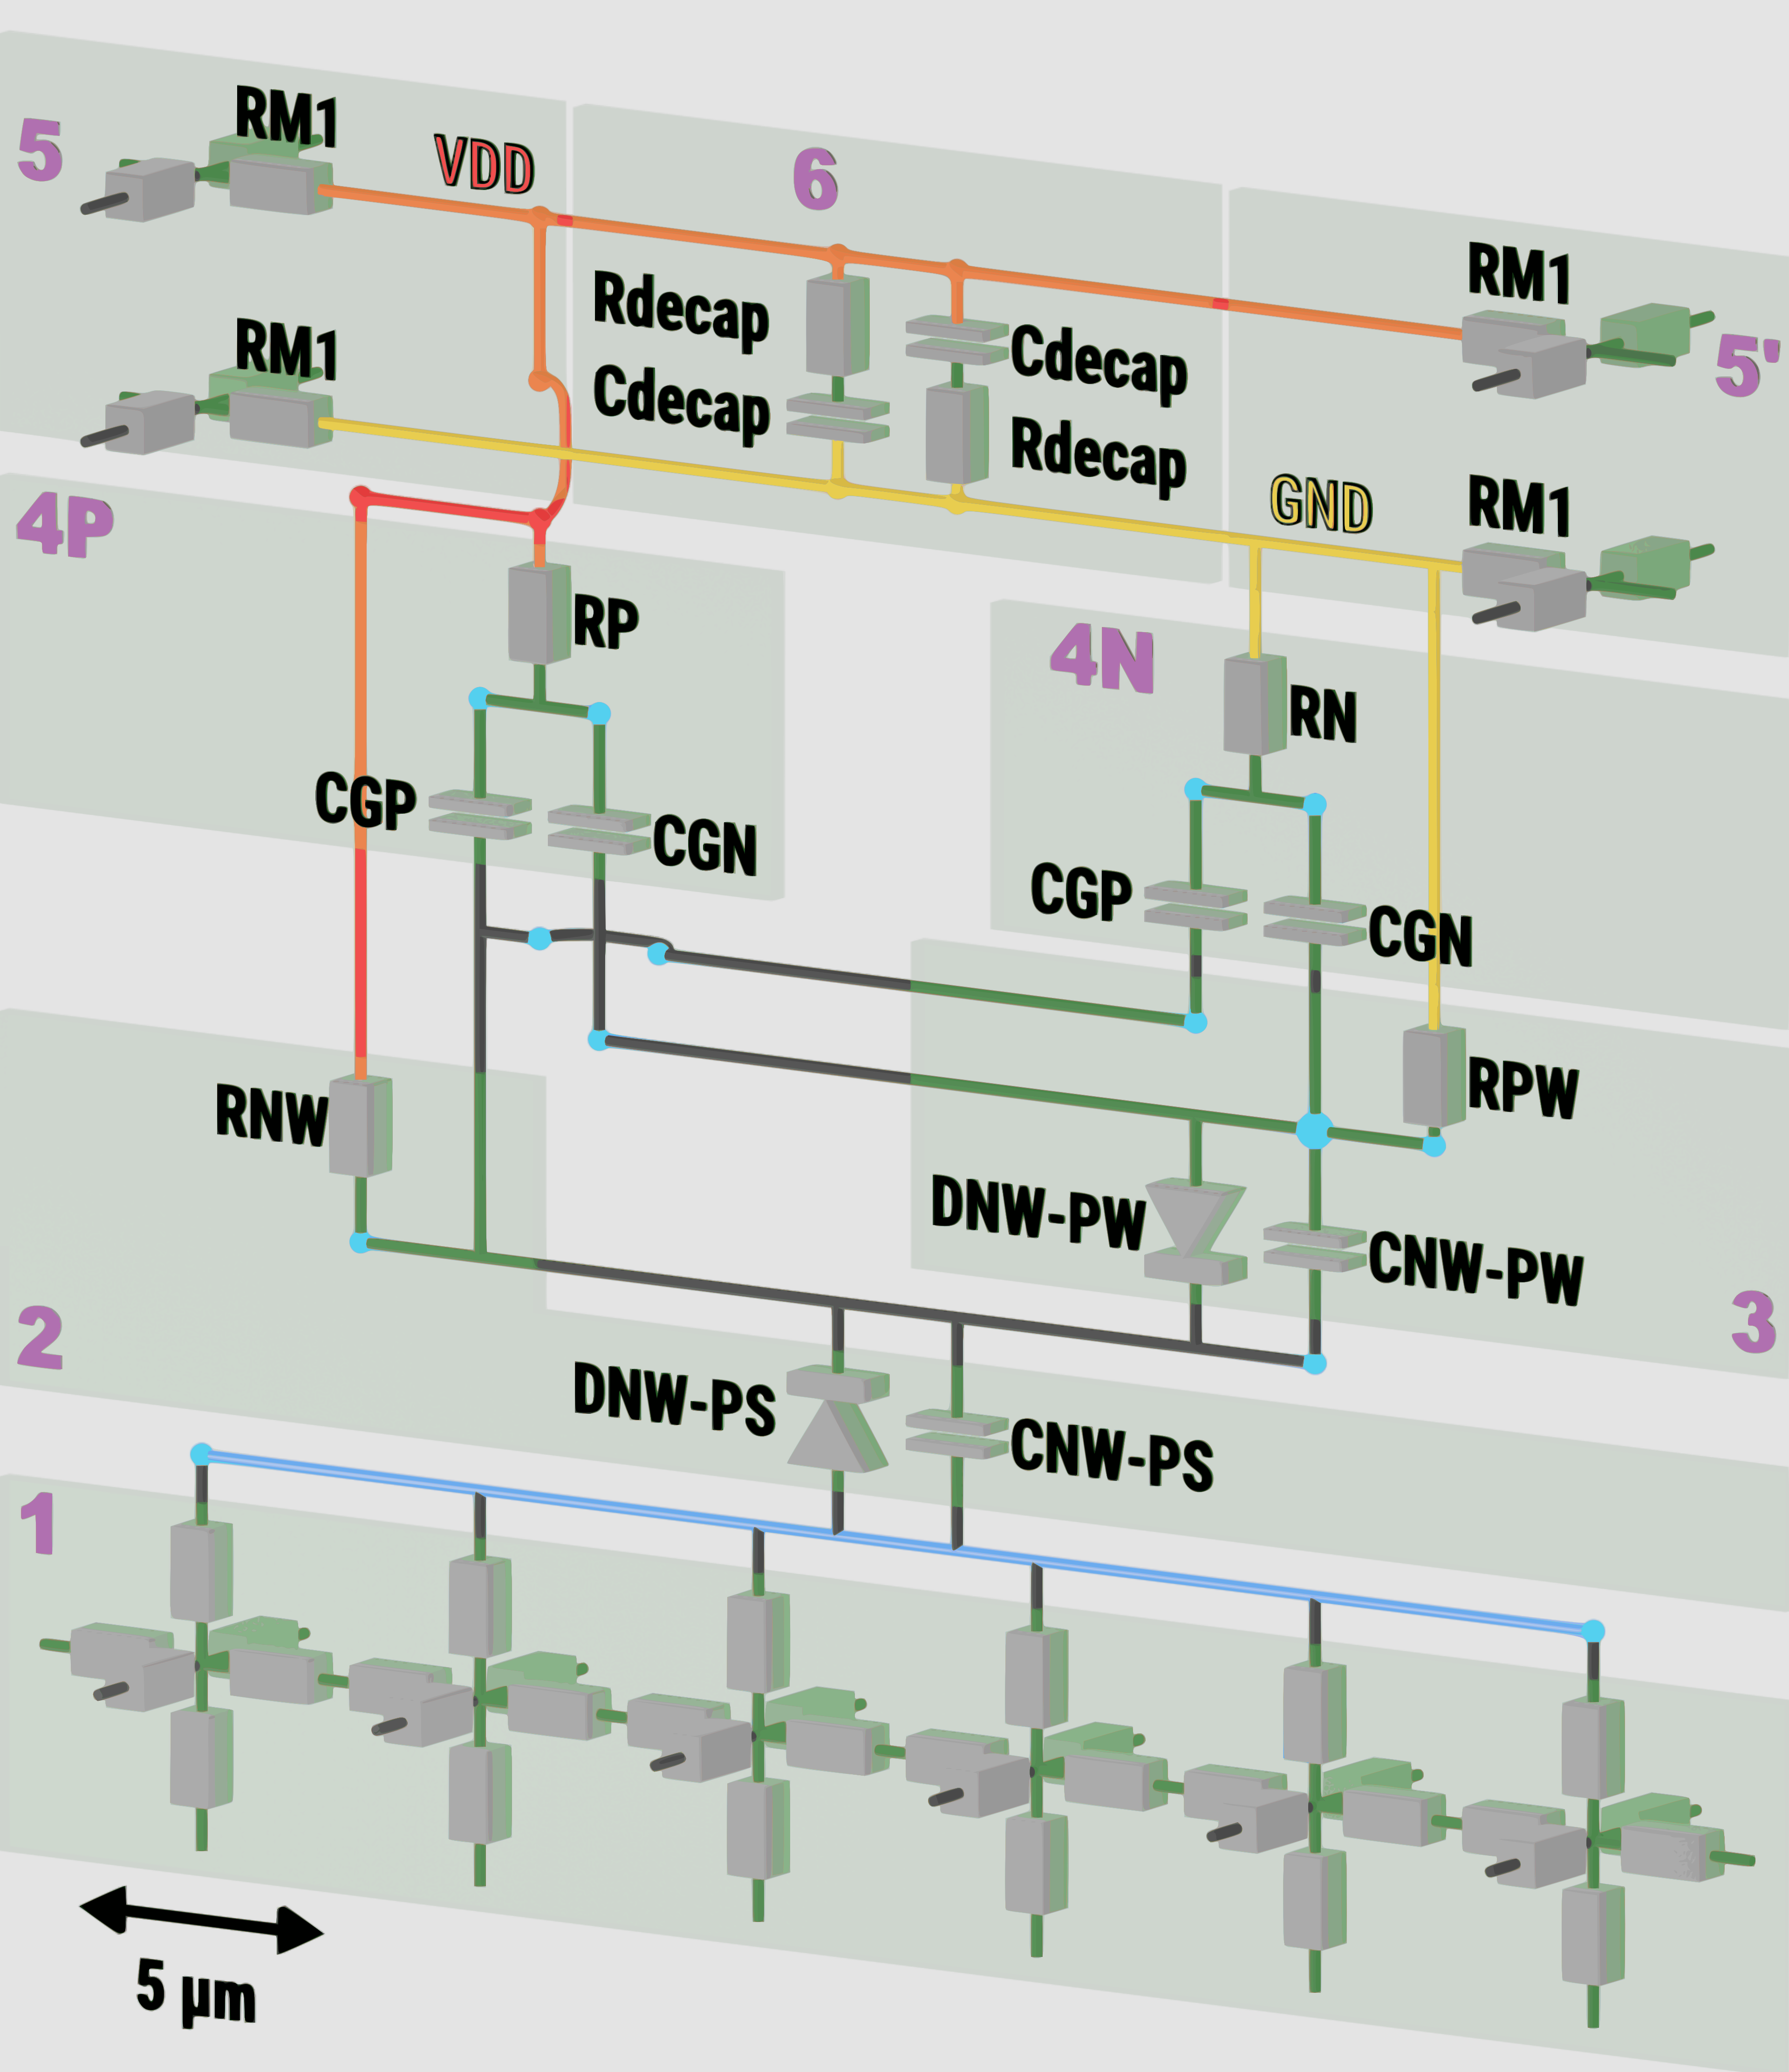 RM1
5
VDD
6
RM1
Rdecap
RM1
Cdecap
5'
Cdecap
Rdecap
GND
RM1
4P
RP
4N
RN
CGP
CGN
CGP
CGN
RNW
RPW
DNW-PW
CNW-PW
2
3
DNW-PS
CNW-PS
1
5 µm